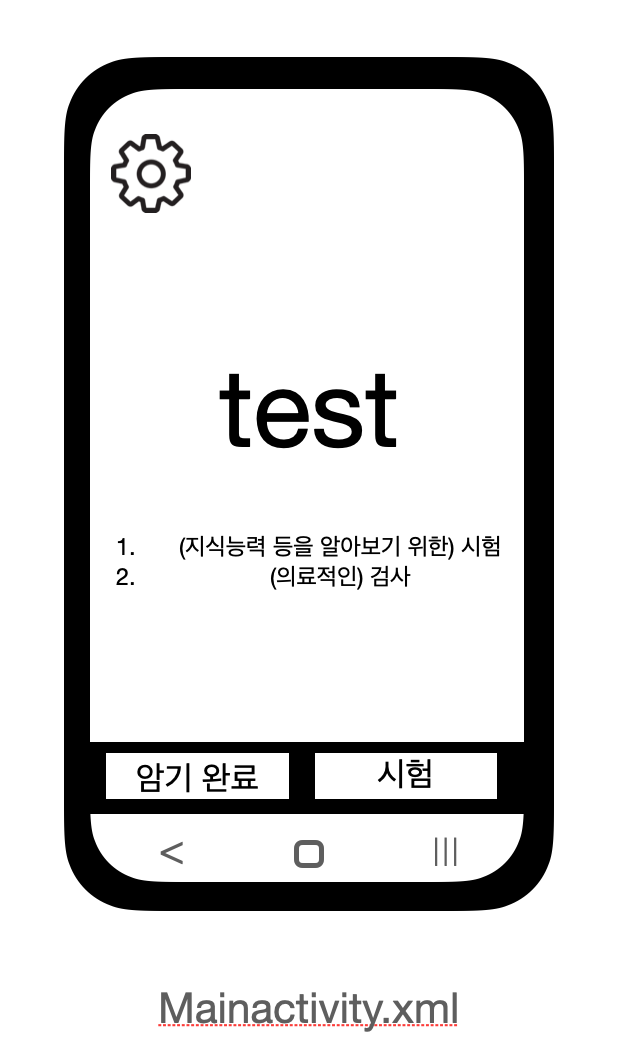 test
1. (지식능력 등을 알아보기 위한) 시험
2. (의료적인) 검사
암기 완료 시험
Mainactivity.xml